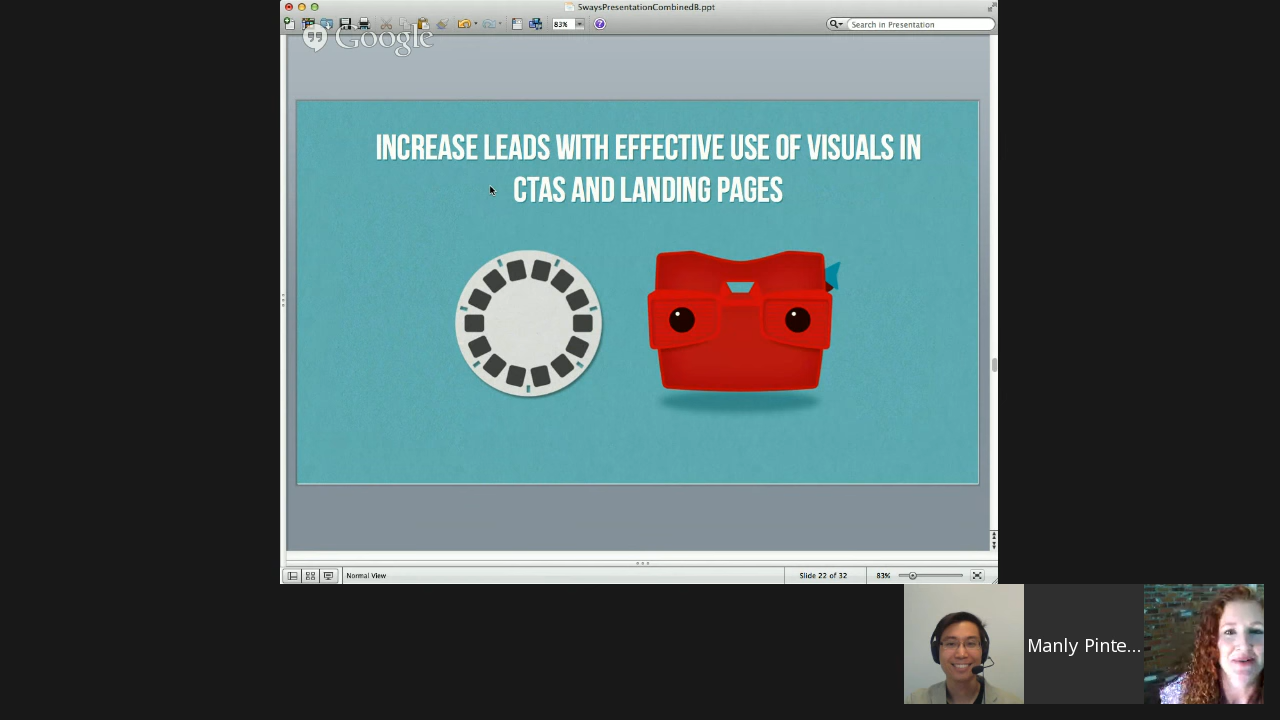 SwaysPresentationCombinedB.ppt
83%
Search in Presentation
Google
INCREASE LEADS WITH EFFECTIVE USE OF VISUALS IN
CTAS AND LANDING PAGES
Normal View
Slide 22 of 32
83%
Manly Pinte...